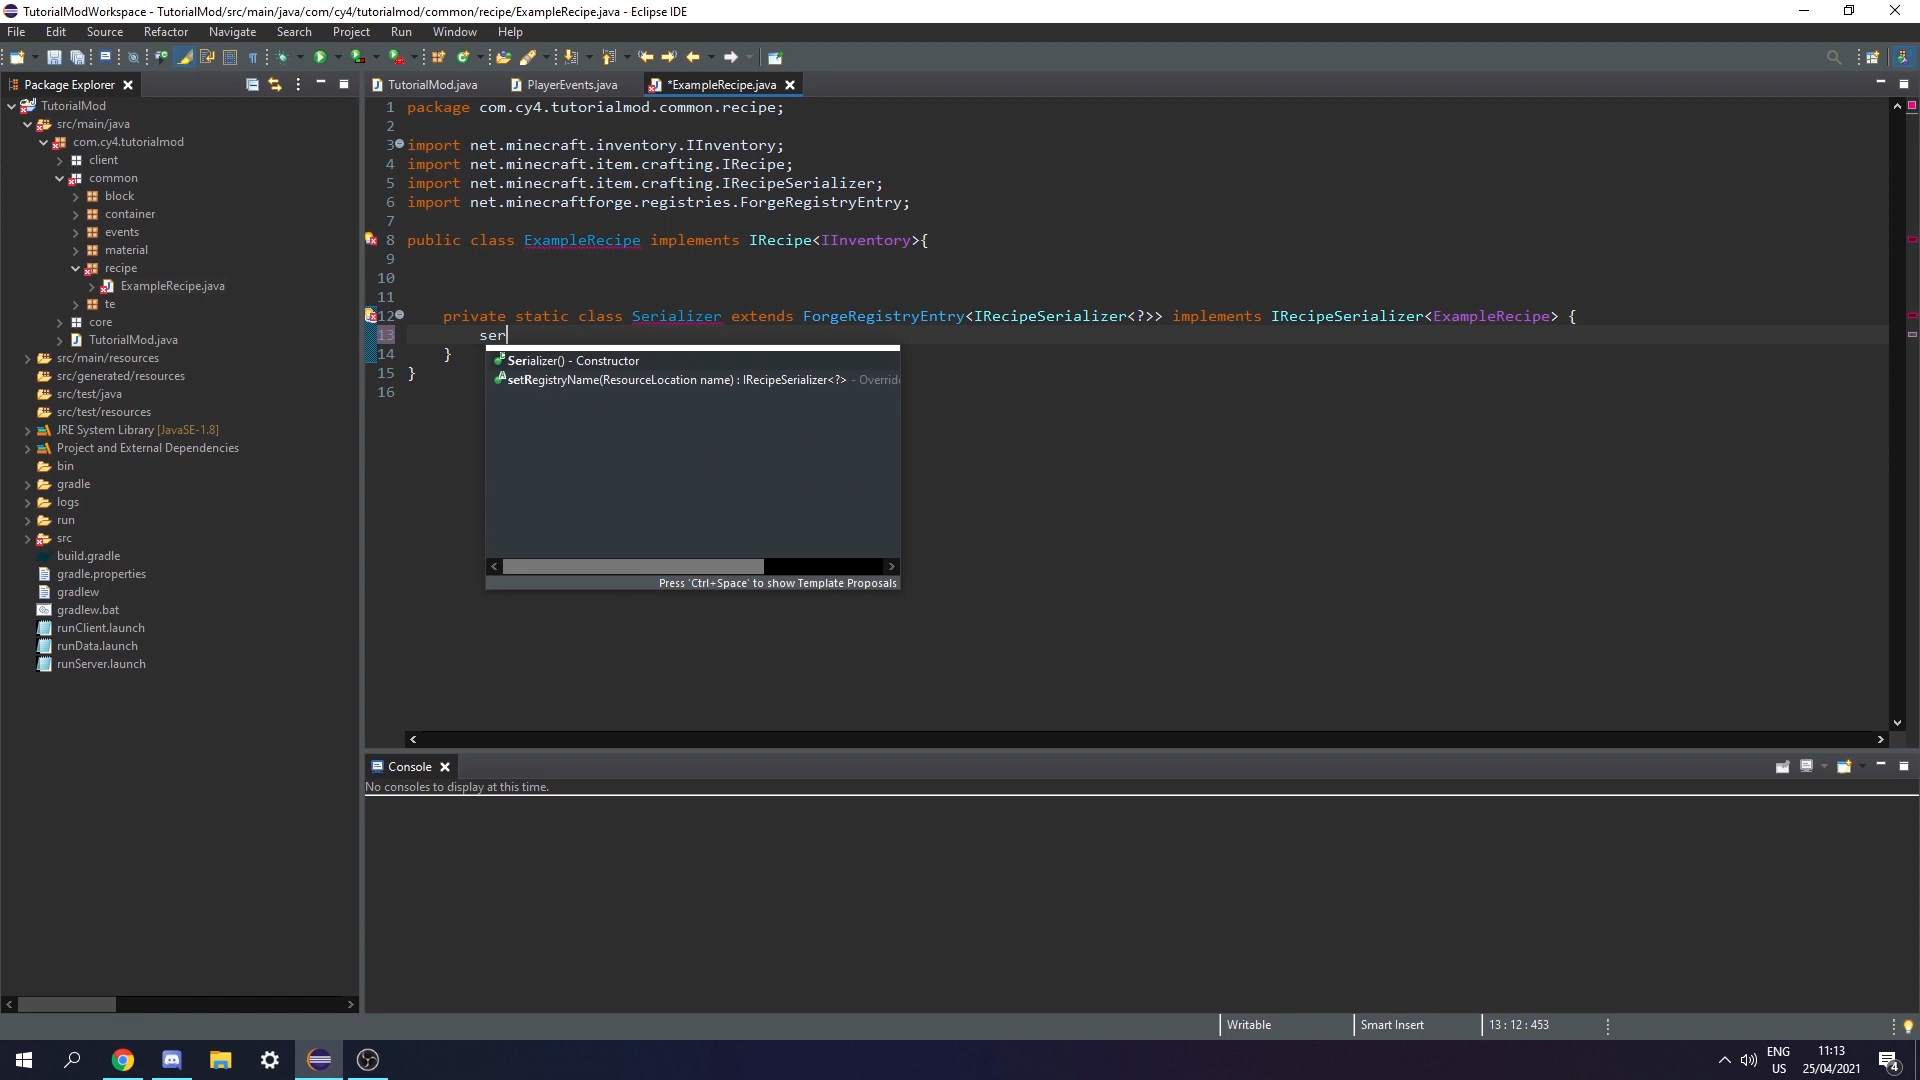 TutorialModWorkspace - TutorialMod/src/main/java/com/cy4/tutorialmod/common/recipe/ExampleRecipe.java - Eclipse IDE
File Edit Source Refactor Navigate Search Project Run Window Help
Package Explorer
TutorialMod.java PlayerEvents.java *ExampleRecipe.java
TutorialMod
src/main/java
com.cy4.tutorialmod
client
common
block
container
events
material
recipe
ExampleRecipe.java
te
core
TutorialMod.java
src/main/resources
src/generated/resources
src/test/java
src/test/resources
JRE System Library [JavaSE-1.8]
Project and External Dependencies
bin
gradle
logs
run
src
build.gradle
gradle.properties
gradlew
gradlew.bat
runClient.launch
runData.launch
runServer.launch
1 package com.cy4.tutorialmod.common.recipe;
2
3 import net.minecraft.inventory.IInventory;
4 import net.minecraft.item.crafting.IRecipe;
5 import net.minecraft.item.crafting.IRecipeSerializer;
6 import net.minecraftforge.registries.ForgeRegistryEntry;
7
8 public class ExampleRecipe implements IRecipe<IInventory>{
9
10
11
12 private static class Serializer extends ForgeRegistryEntry<IRecipeSerializer<?>> implements IRecipeSerializer<ExampleRecipe> {
13 ser
14 }
15 }
16
Serializer() - Constructor
setRegistryName(ResourceLocation name) : IRecipeSerializer<?> - Override
Press 'Ctrl+Space' to show Template Proposals
Console
No consoles to display at this time.
Writable Smart Insert 13 : 12 : 453
ENG
US
11:13
25/04/2021
4